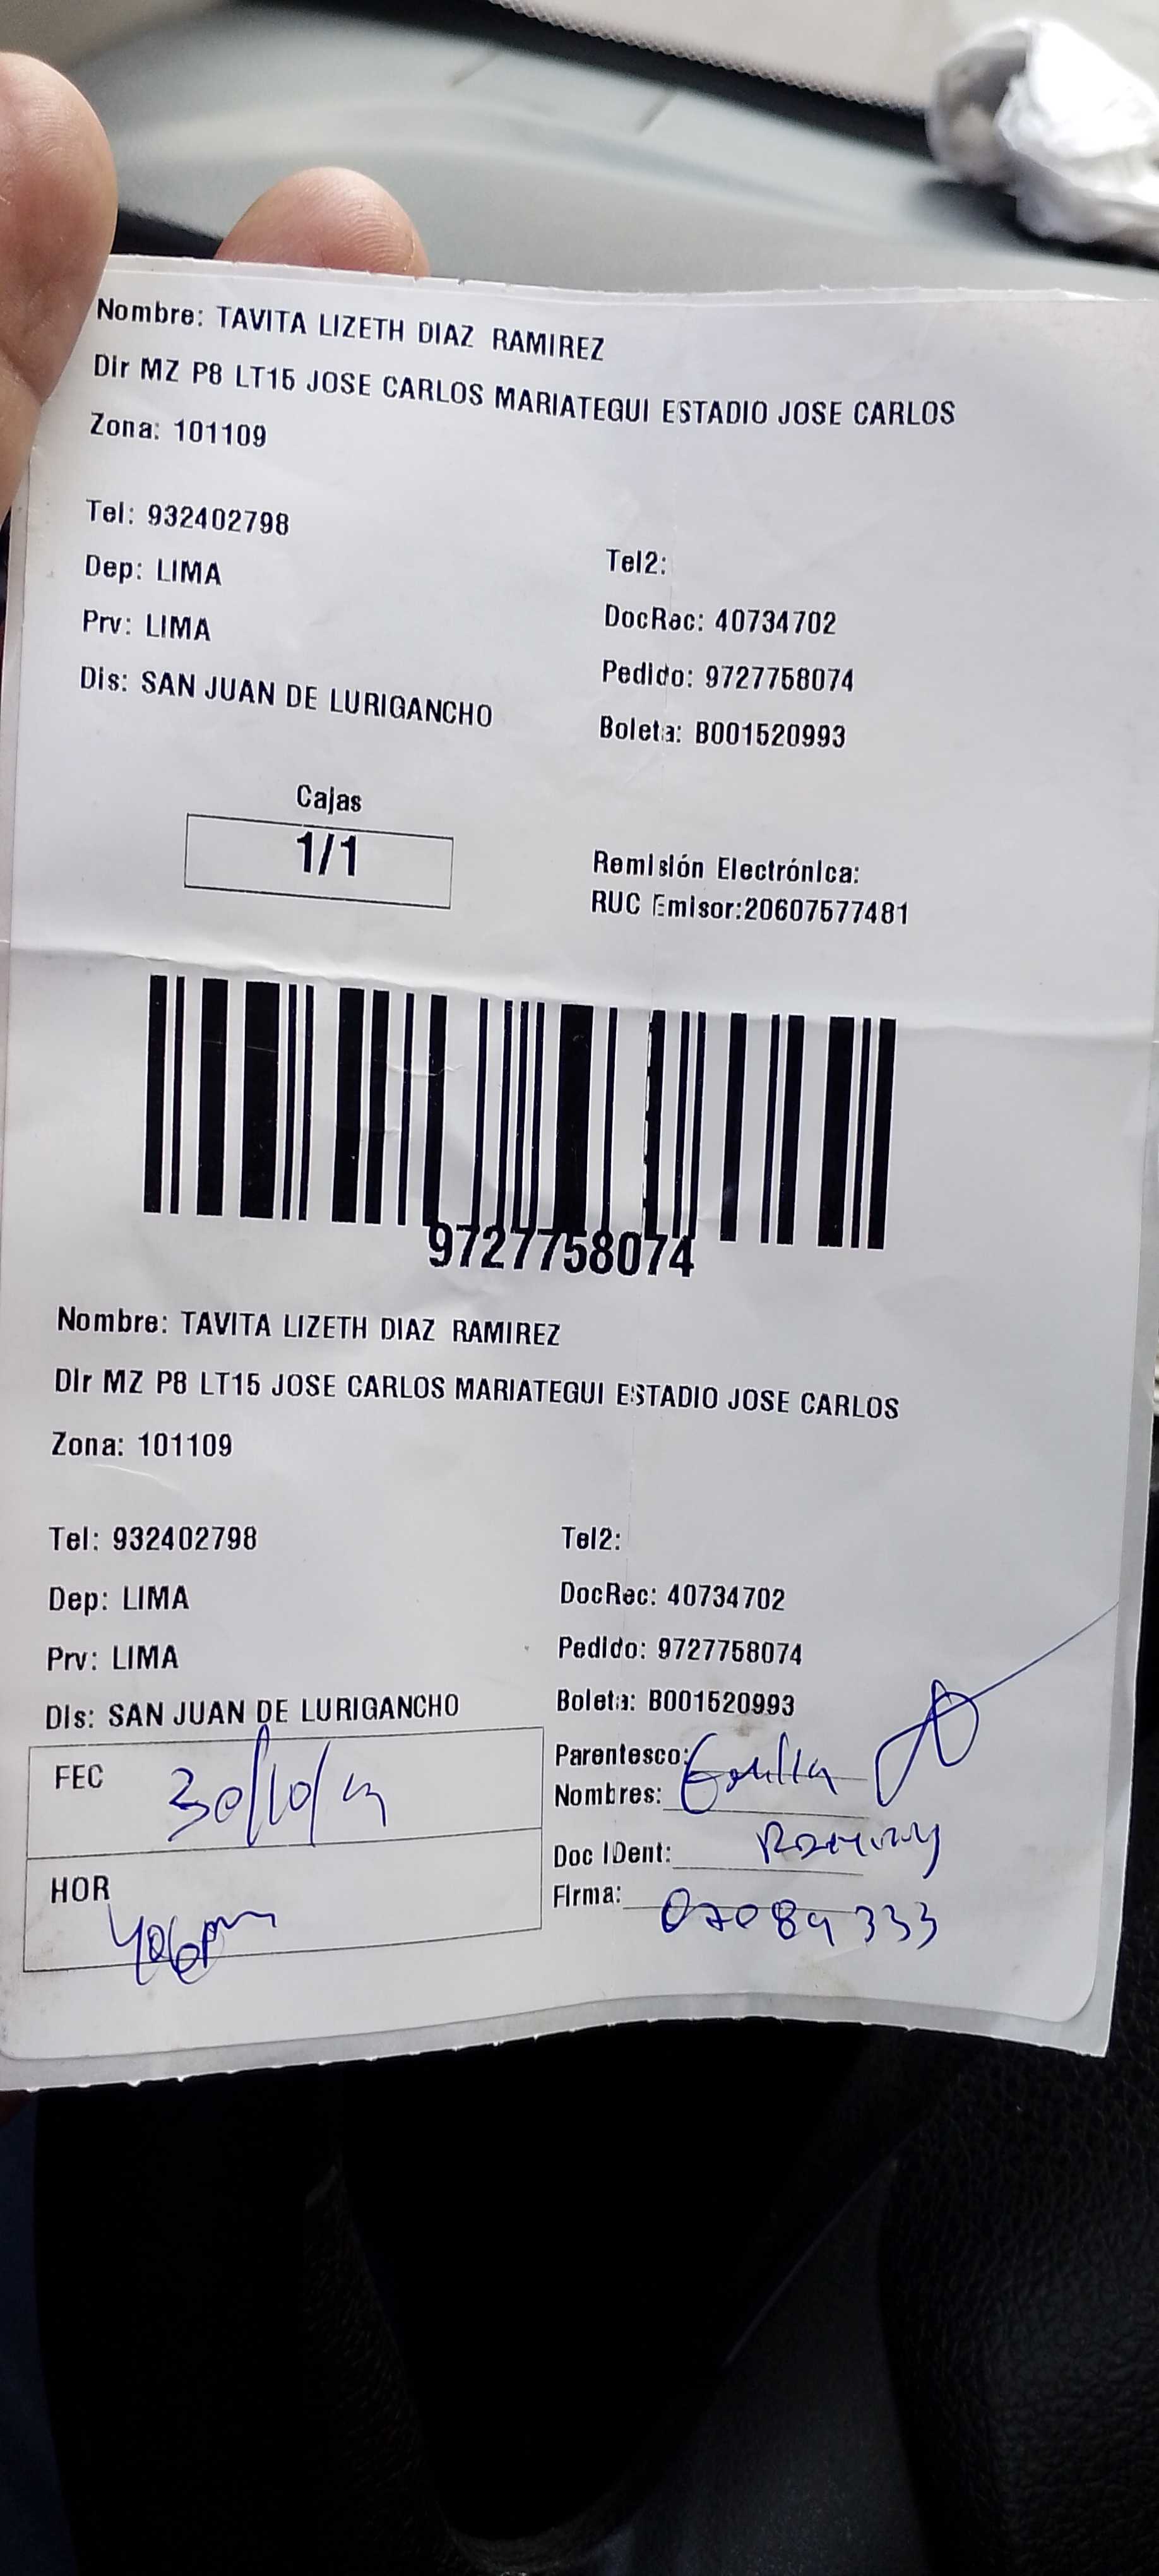 Nombre: TAVITA LIZETH DIAZ RAMIREZ
Dir MZ P8 LT15 JOSE CARLOS MARIATEGUI ESTADIO JOSE CARLOS
Zona: 101109
Tel: 932402798
Tel2:
Dep: LIMA
DocRec: 40734702
Prv: LIMA
Pedido: 9727758074
Dis: SAN JUAN DE LURIGANCHO
Boleta: B001520993
Cajas
1/1
Remisión Electrónica:
RUC Emisor:20607577481
9727758074
Nombre: TAVITA LIZETH DIAZ RAMIREZ
Dir MZ P8 LT15 JOSE CARLOS MARIATEGUI ESTADIO JOSE CARLOS
Zona: 101109
Tel: 932402798
Tel2:
Dep: LIMA
DocRec: 40734702
Prv: LIMA
Pedido: 9727758074
Dis: SAN JUAN DE LURIGANCHO
Boleta: B001520993
FEC
HOR
406pm
Parentesco:
Nombres:
Doc IDent:
Firma:
07089333